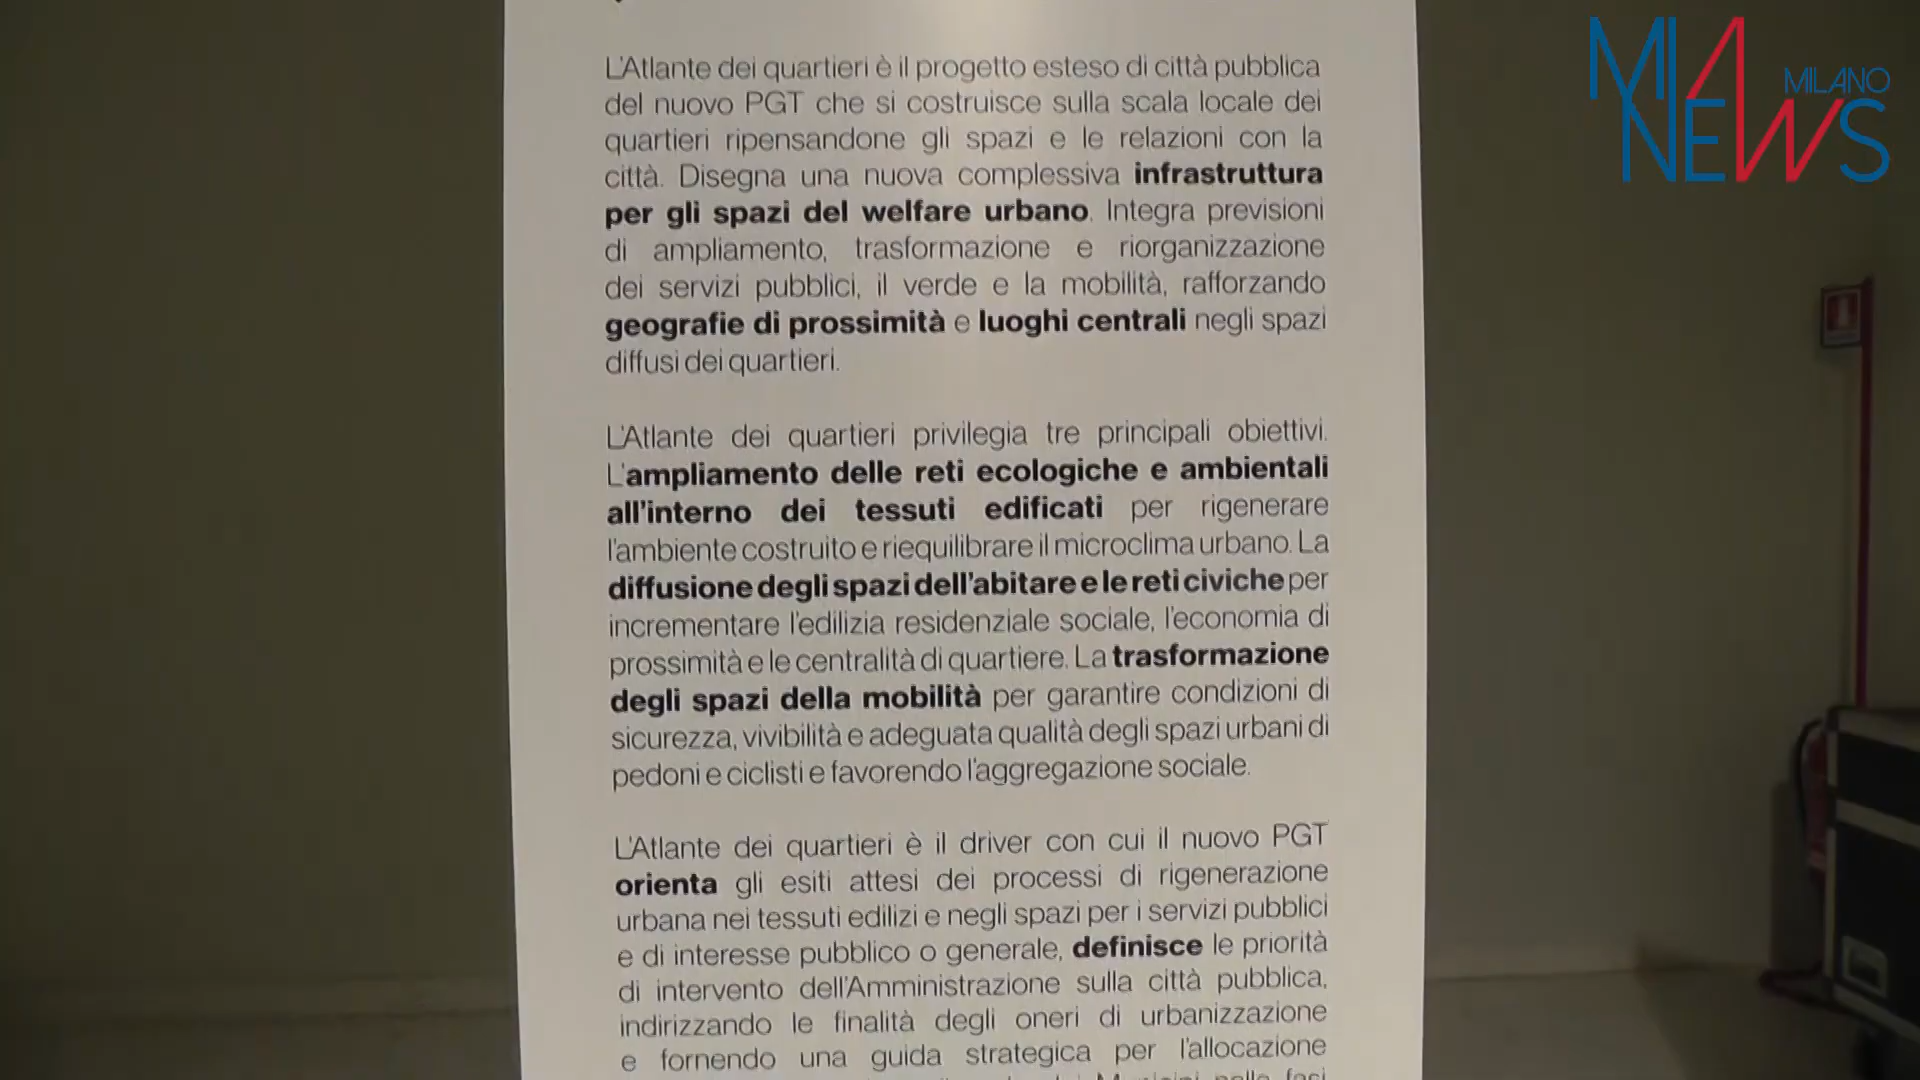 MIA
NEWS
MILANO
L'Atlante dei quartieri è il progetto esteso di città pubblica
del nuovo PGT che si costruisce sulla scala locale dei
quartieri ripensandone gli spazi e le relazioni con la
città. Disegna una nuova complessiva infrastruttura
per gli spazi del welfare urbano. Integra previsioni
di ampliamento, trasformazione e riorganizzazione
dei servizi pubblici, il verde e la mobilità, rafforzando
geografie di prossimità e luoghi centrali negli spazi
diffusi dei quartieri.
L'Atlante dei quartieri privilegia tre principali obiettivi.
L'ampliamento delle reti ecologiche e ambientali
all'interno dei tessuti edificati per rigenerare
l'ambiente costruito e riequilibrare il microclima urbano. La
diffusione degli spazi dell'abitare e le reti civiche per
incrementare l'edilizia residenziale sociale, l'economia di
prossimità e le centralità di quartiere. La trasformazione
degli spazi della mobilità per garantire condizioni di
sicurezza, vivibilità e adeguata qualità degli spazi urbani di
pedoni e ciclisti e favorendo l'aggregazione sociale.
L'Atlante dei quartieri è il driver con cui il nuovo PGT
orienta gli esiti attesi dei processi di rigenerazione
urbana nei tessuti edilizi e negli spazi per i servizi pubblici
e di interesse pubblico o generale, definisce le priorità
di intervento dell'Amministrazione sulla città pubblica,
indirizzando le finalità degli oneri di urbanizzazione
e fornendo una guida strategica per l'allocazione